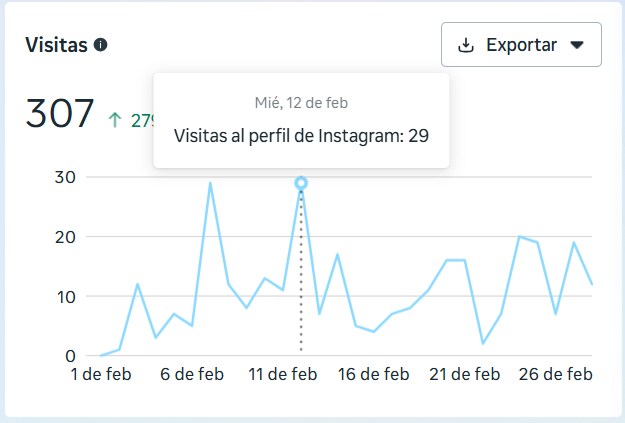 Visitas
Exportar
Mié, 12 de feb
307
Visitas al perfil de Instagram: 29
30
20
10
0
1 de feb 6 de feb 11 de feb 16 de feb 21 de feb 26 de feb